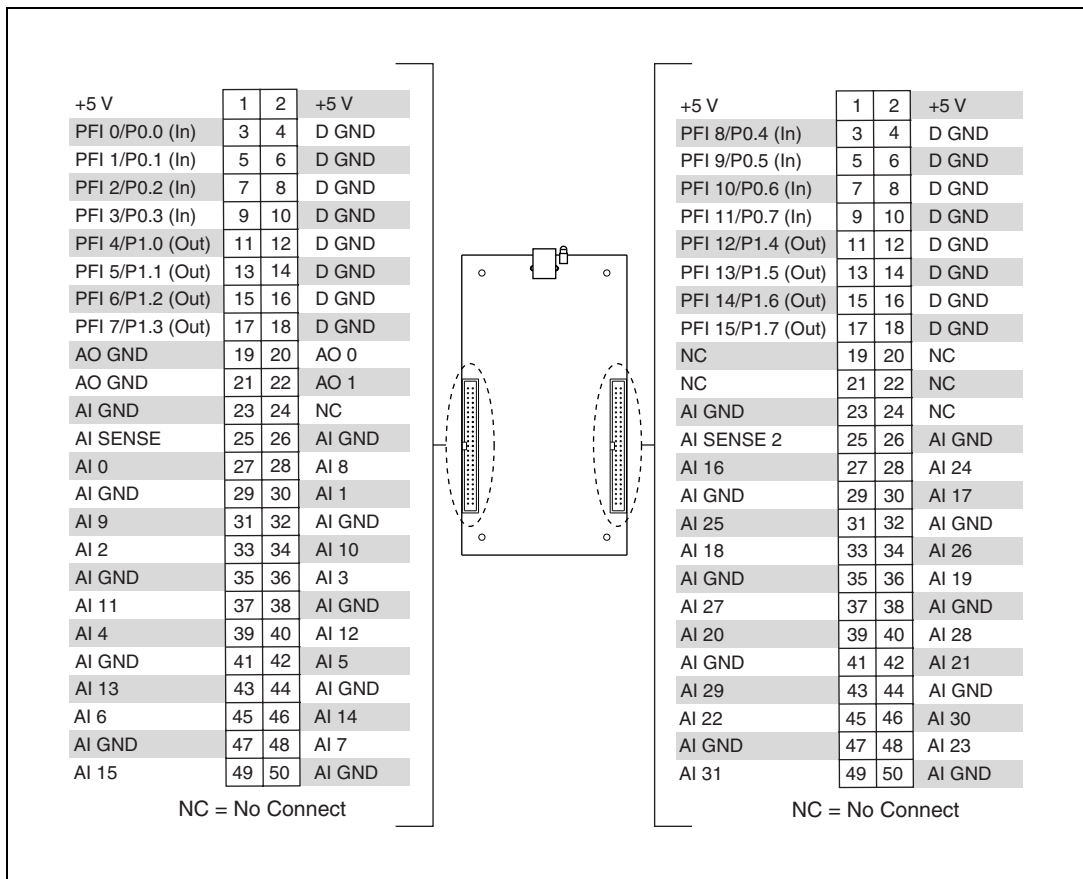 +5 V 1 2 +5 V
PFI 0/P0.0 (In) 3 4 D GND
PFI 1/P0.1 (In) 5 6 D GND
PFI 2/P0.2 (In) 7 8 D GND
PFI 3/P0.3 (In) 9 10 D GND
PFI 4/P1.0 (Out) 11 12 D GND
PFI 5/P1.1 (Out) 13 14 D GND
PFI 6/P1.2 (Out) 15 16 D GND
PFI 7/P1.3 (Out) 17 18 D GND
AO GND 19 20 AO 0
AO GND 21 22 AO 1
AI GND 23 24 NC
AI SENSE 25 26 AI GND
AI 0 27 28 AI 8
AI GND 29 30 AI 1
AI 9 31 32 AI GND
AI 2 33 34 AI 10
AI GND 35 36 AI 3
AI 11 37 38 AI GND
AI 4 39 40 AI 12
AI GND 41 42 AI 5
AI 13 43 44 AI GND
AI 6 45 46 AI 14
AI GND 47 48 AI 7
AI 15 49 50 AI GND
NC = No Connect
+5 V 1 2 +5 V
PFI 8/P0.4 (In) 3 4 D GND
PFI 9/P0.5 (In) 5 6 D GND
PFI 10/P0.6 (In) 7 8 D GND
PFI 11/P0.7 (In) 9 10 D GND
PFI 12/P1.4 (Out) 11 12 D GND
PFI 13/P1.5 (Out) 13 14 D GND
PFI 14/P1.6 (Out) 15 16 D GND
PFI 15/P1.7 (Out) 17 18 D GND
NC 19 20 NC
NC 21 22 NC
AI GND 23 24 NC
AI SENSE 2 25 26 AI GND
AI 16 27 28 AI 24
AI GND 29 30 AI 17
AI 25 31 32 AI GND
AI 18 33 34 AI 26
AI GND 35 36 AI 19
AI 27 37 38 AI GND
AI 20 39 40 AI 28
AI GND 41 42 AI 21
AI 29 43 44 AI GND
AI 22 45 46 AI 30
AI GND 47 48 AI 23
AI 31 49 50 AI GND
NC = No Connect